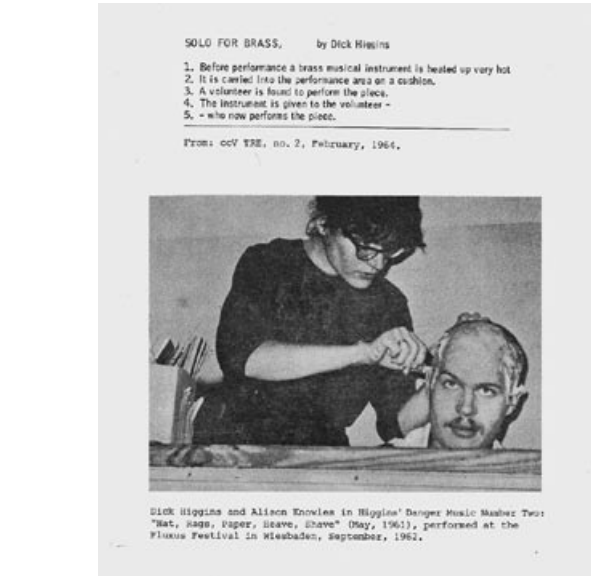 SOLO FOR BRASS, by Dick Higgins
1. Before performance a brass musical instrument is heated up very hot
2. It is carried into the performance area on a cushion.
3. A volunteer is found to perform the piece.
4. The instrument is given to the volunteer -
5. - who now performs the piece.
From: ccV TRE, no. 2, February, 1964.
Dick Higgins and Alison Knowles in Higgins' Danger Music Number Two:
"Hat, Rags, Paper, Heave, Shave" (May, 1961), performed at the
Fluxus Festival in Wiesbaden, September, 1962.